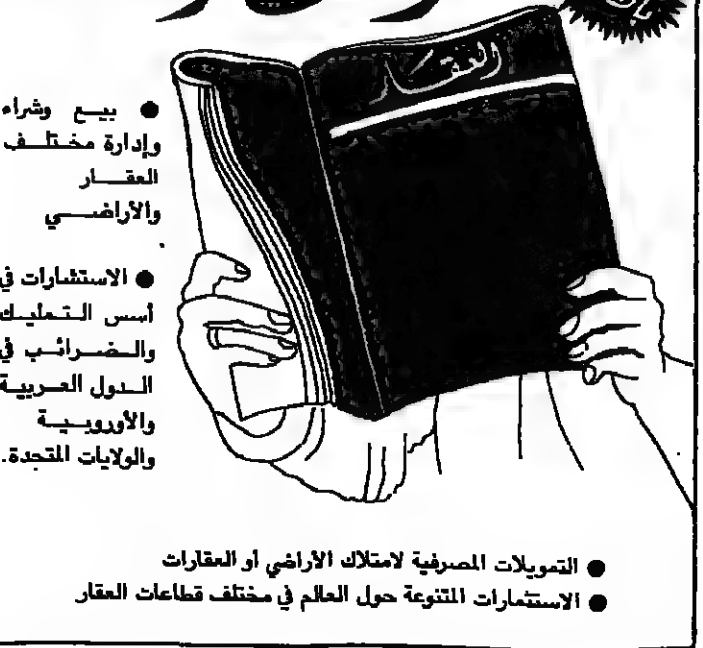 العقار
● بيع وشراء
وإدارة مختلف
العقار
والأراضي
● الاستشارات في
أسس التمليك
والضرائب في
الدول العربية
والأوروبية
والولايات المتجدة.
● التمويلات المصرفية لامتلاك الأراضي أو العقارات
● الاستثمارات المتنوعة حول العالم في مختلف قطاعات العقار